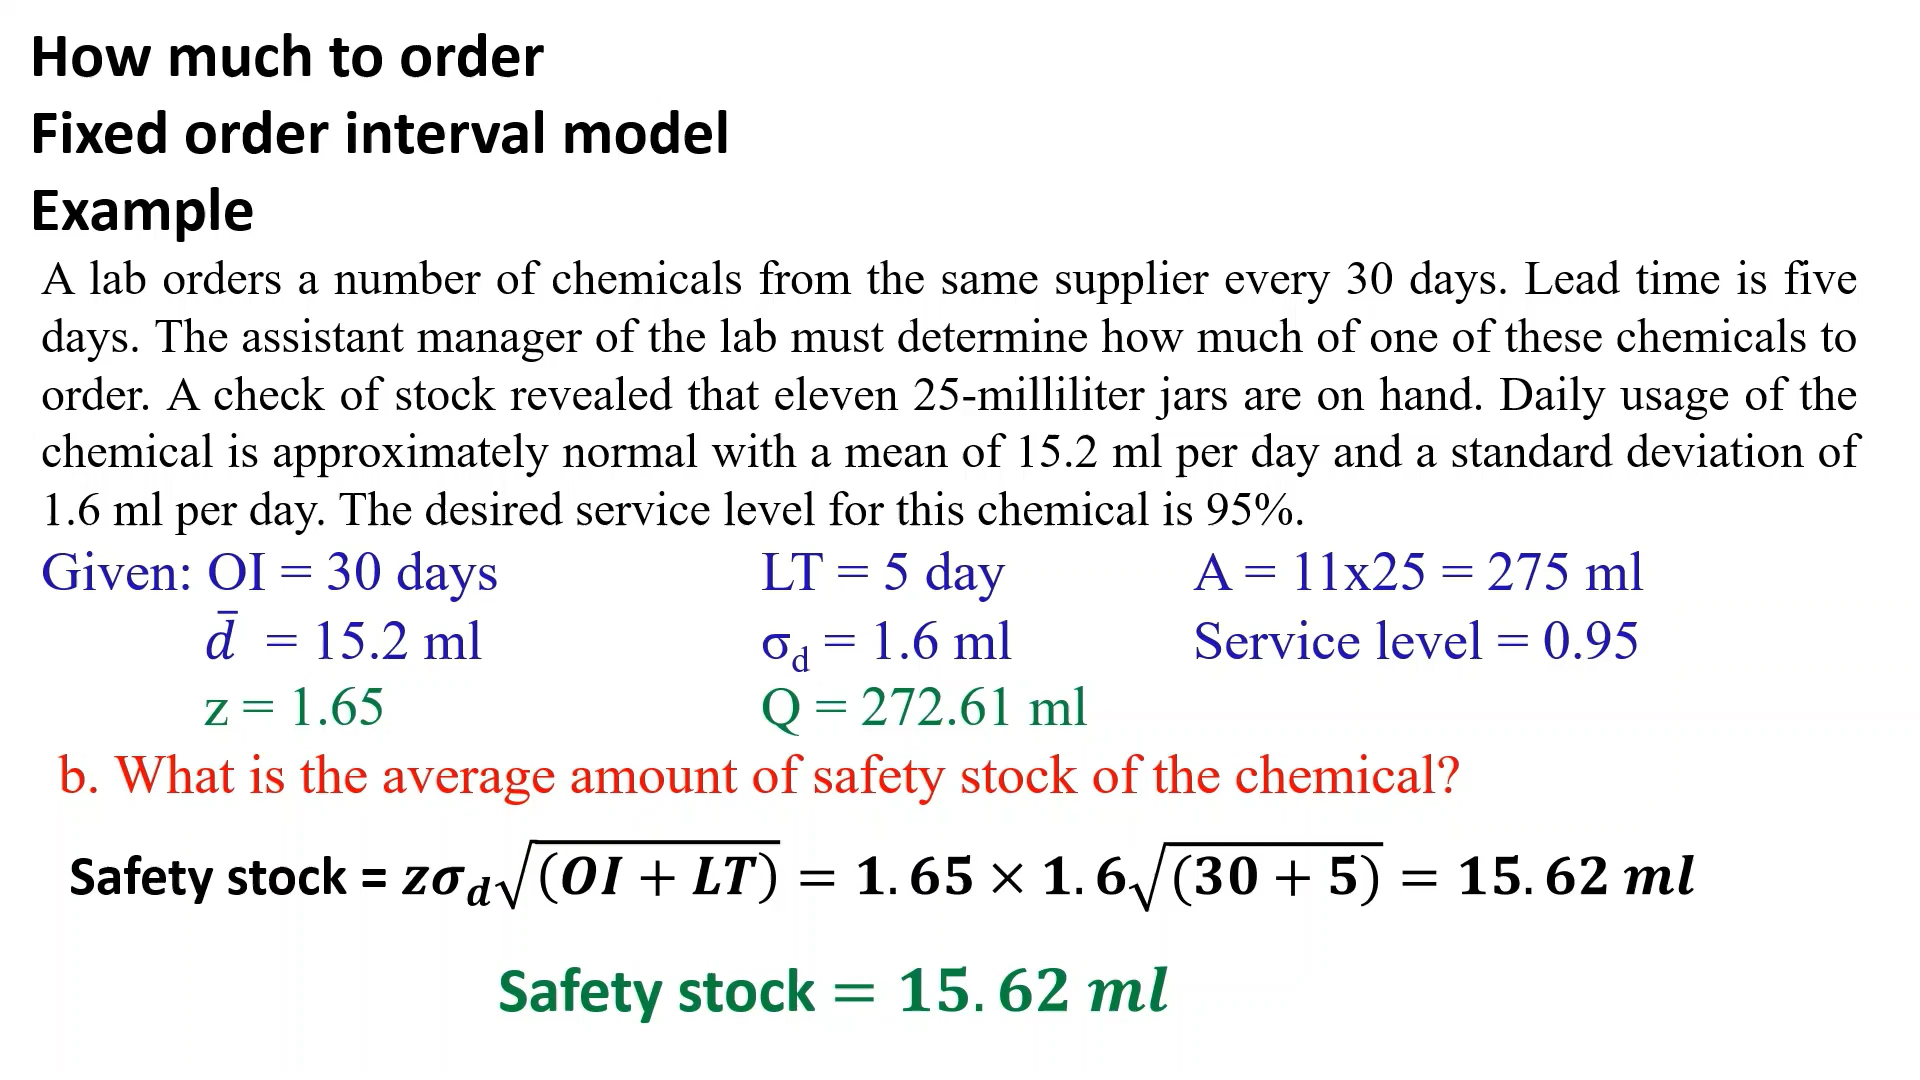 How much to order
Fixed order interval model
Example
A lab orders a number of chemicals from the same supplier every 30 days. Lead time is five
days. The assistant manager of the lab must determine how much of one of these chemicals to
order. A check of stock revealed that eleven 25-milliliter jars are on hand. Daily usage of the
chemical is approximately normal with a mean of 15.2 ml per day and a standard deviation of
1.6 ml per day. The desired service level for this chemical is 95%.
Given: OI = 30 days LT = 5 day A = 11x25 = 275 ml
d̄ = 15.2 ml σd = 1.6 ml Service level = 0.95
z = 1.65 Q = 272.61 ml
b. What is the average amount of safety stock of the chemical?
Safety stock = zσd√(OI + LT) = 1.65 × 1.6√(30 + 5) = 15.62 ml
Safety stock = 15.62 ml